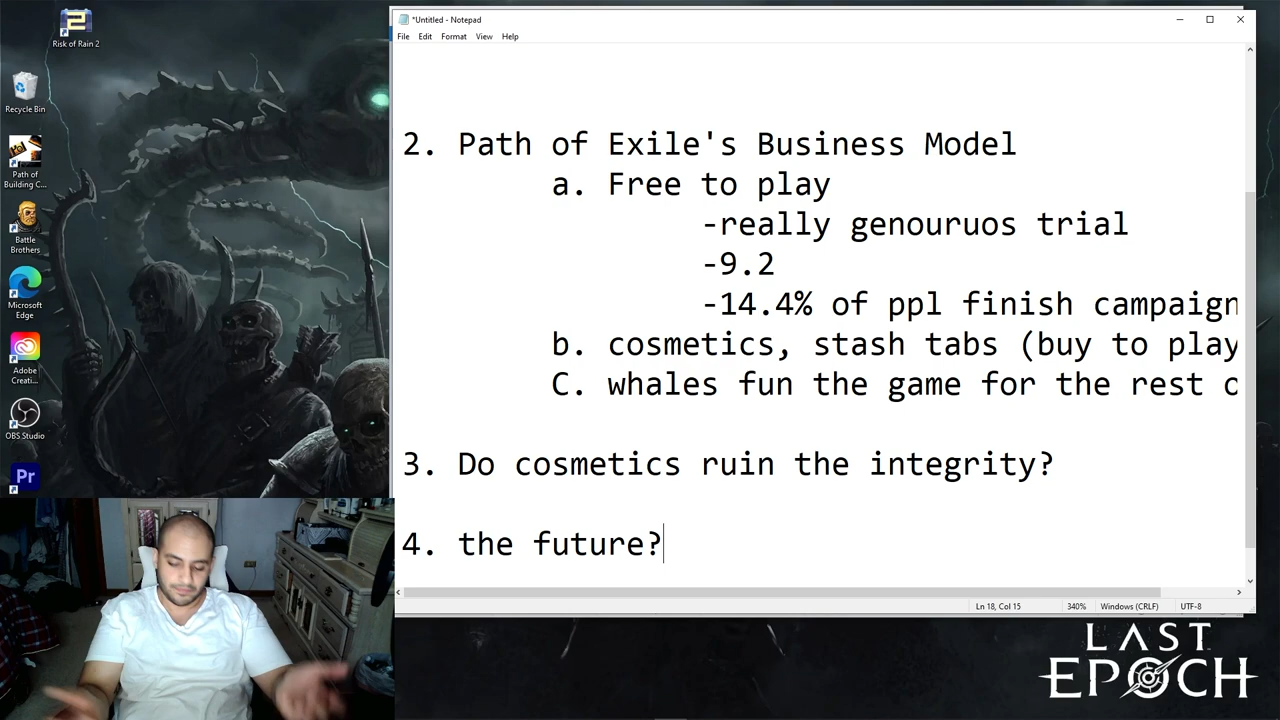 Risk of Rain 2
Recycle Bin
Path of
Building C...
Battle
Brothers
Microsoft
Edge
Adobe
Creati...
OBS Studio
Pr
*Untitled - Notepad
File Edit Format View Help
2. Path of Exile's Business Model
a. Free to play
-really genouruos trial
-9.2
-14.4% of ppl finish campaign
b. cosmetics, stash tabs (buy to play
C. whales fun the game for the rest o
3. Do cosmetics ruin the integrity?
4. the future?
Ln 18, Col 15 340% Windows (CRLF) UTF-8
LAST
EPOCH